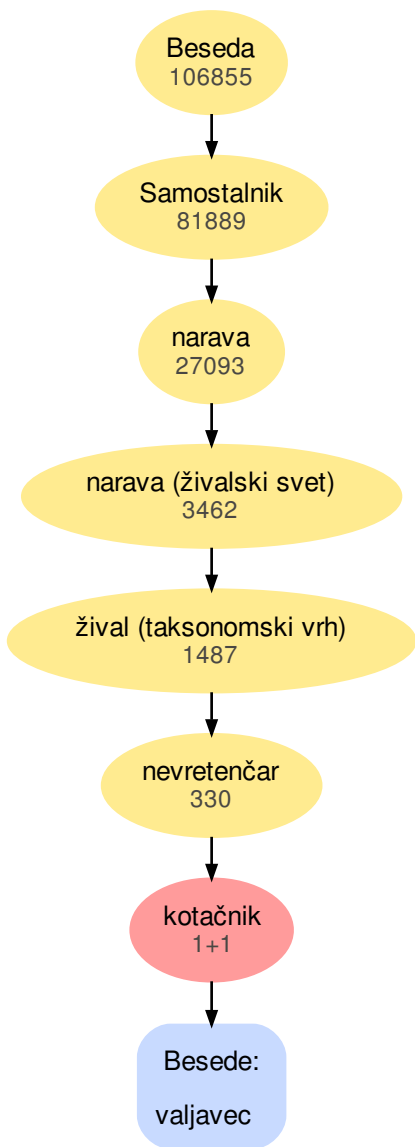 Beseda
106855
Samostalnik
81889
narava
27093
narava (živalski svet)
3462
žival (taksonomski vrh)
1487
nevretenčar
330
kotačnik
1+1
Besede:
valjavec